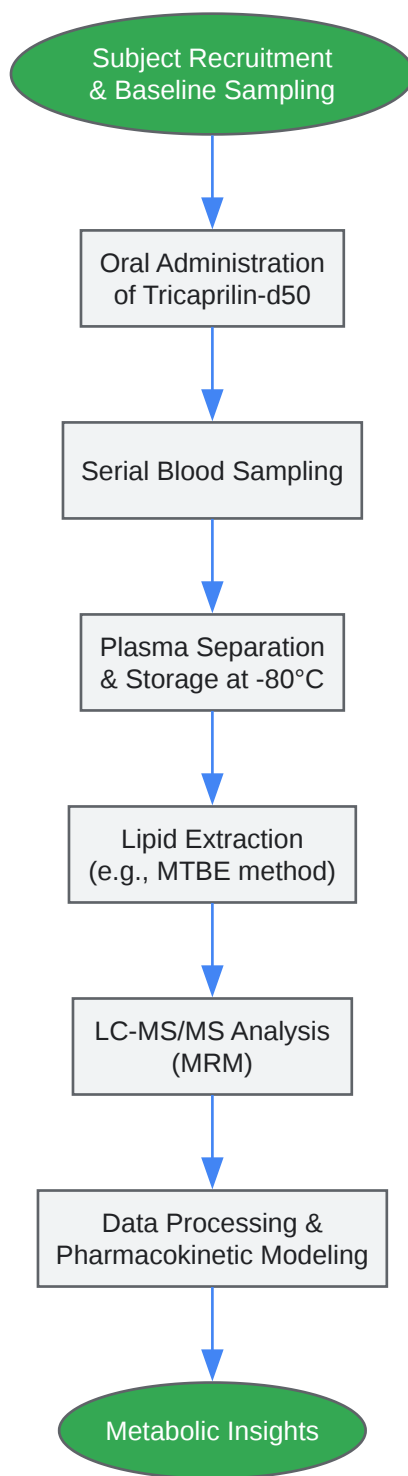 Subject Recruitment
& Baseline Sampling
Oral Administration
of Tricaprilin-d50
Serial Blood Sampling
Plasma Separation
& Storage at -80°C
Lipid Extraction
(e.g., MTBE method)
LC-MS/MS Analysis
(MRM)
Data Processing &
Pharmacokinetic Modeling
Metabolic Insights